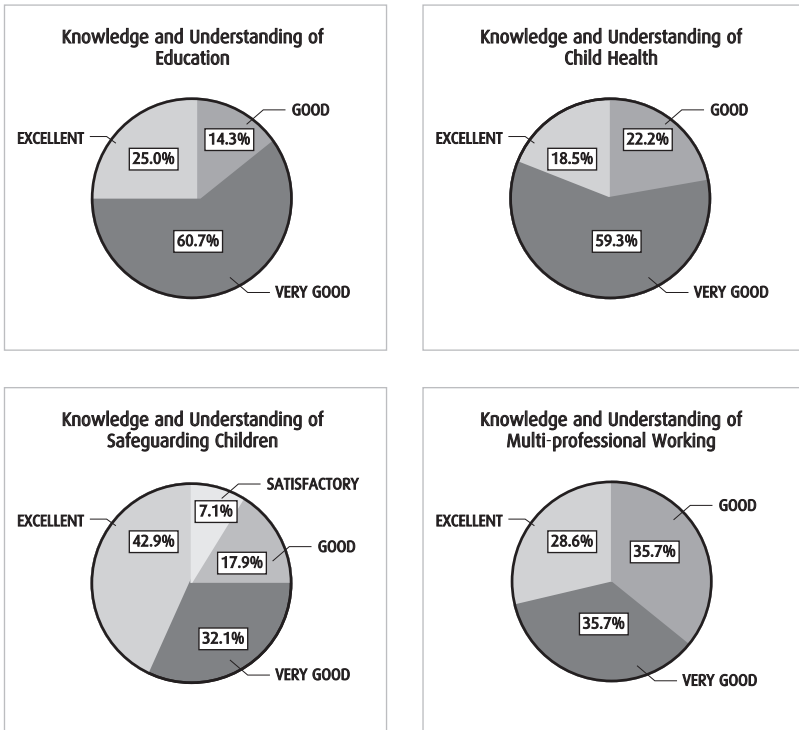 Knowledge and Understanding of
Education
GOOD
EXCELLENT
14.3%
25.0%
60.7%
VERY GOOD
Knowledge and Understanding of
Child Health
GOOD
EXCELLENT
22.2%
18.5%
59.3%
VERY GOOD
Knowledge and Understanding of
Safeguarding Children
SATISFACTORY
7.1%
EXCELLENT
42.9%
GOOD
17.9%
32.1%
VERY GOOD
Knowledge and Understanding of
Multi-professional Working
GOOD
EXCELLENT
28.6%
35.7%
35.7%
VERY GOOD